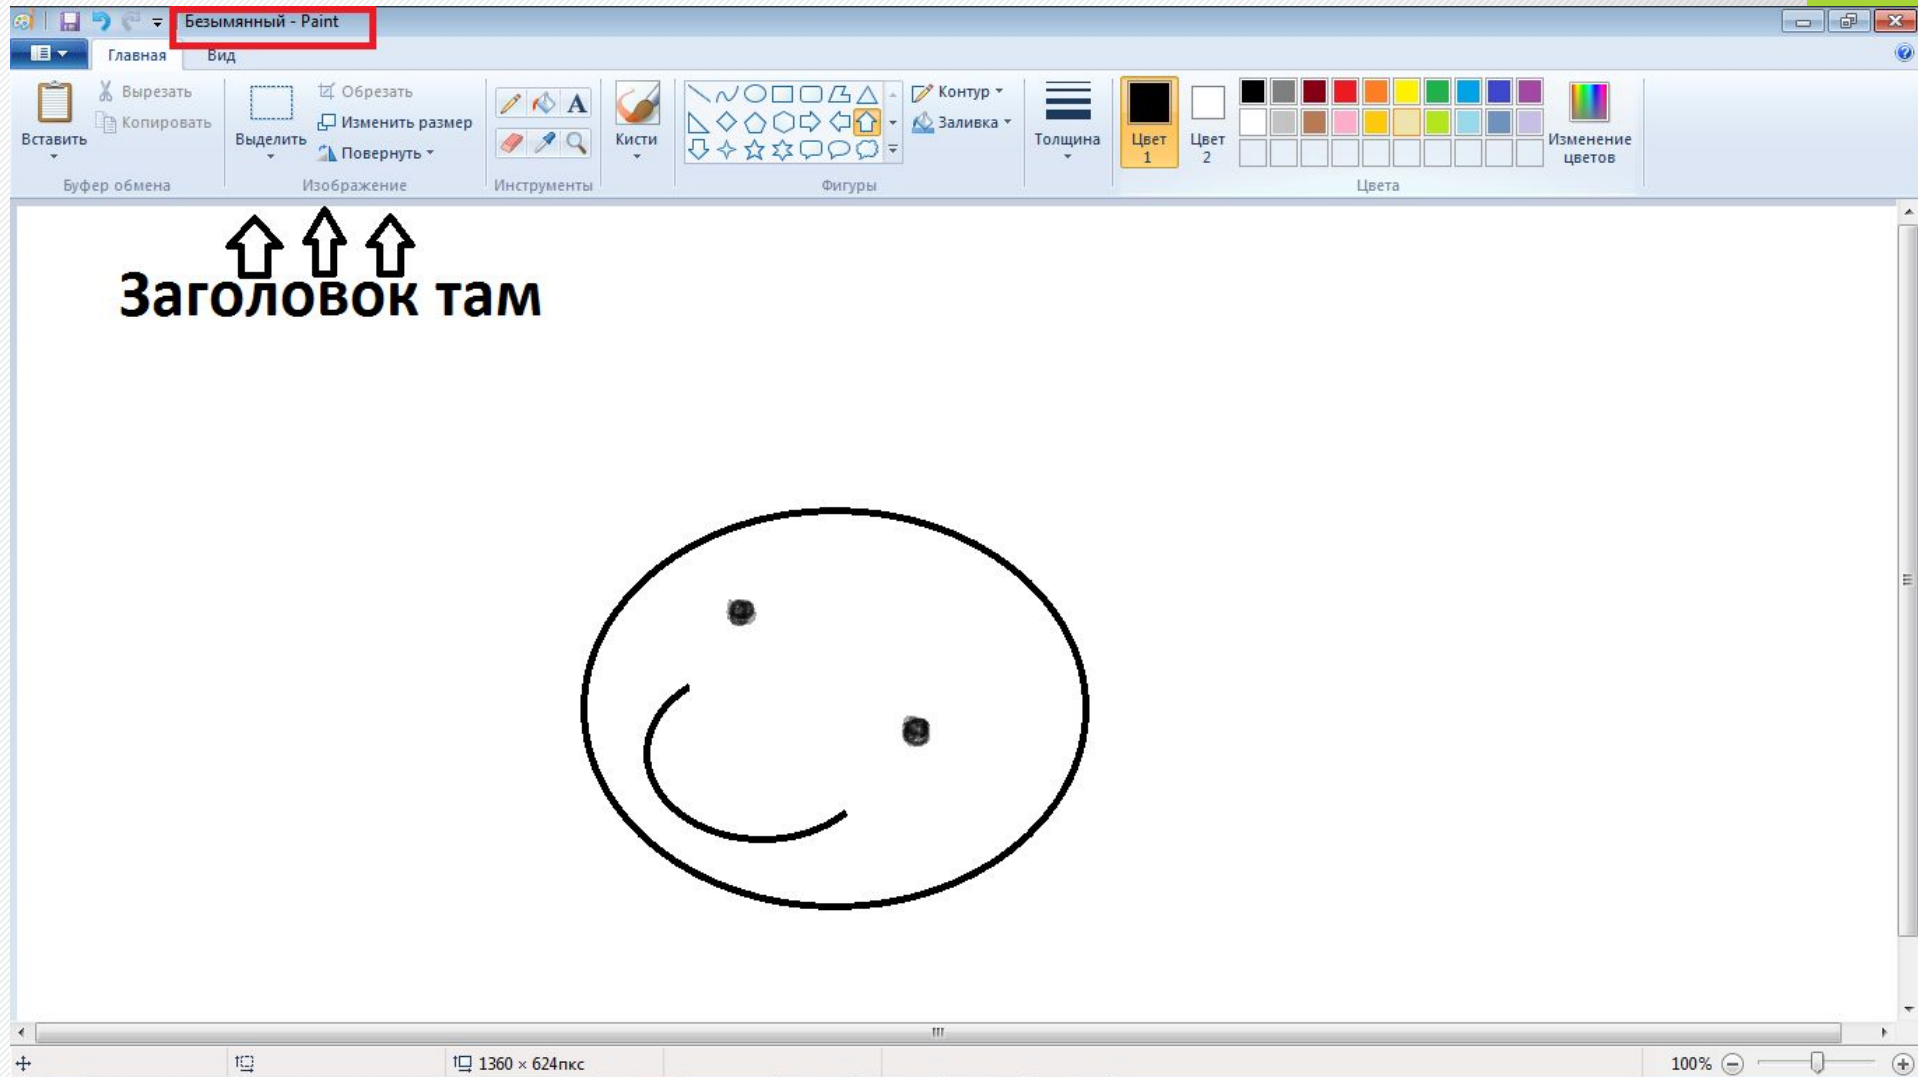 Безымянный - Paint
Главная Вид
Вставить
Вырезать
Копировать
Буфер обмена
Выделить
Обрезать
Изменить размер
Повернуть
Изображение
A
Инструменты
Кисти
Контур
Заливка
Фигуры
Толщина
Цвет
1
Цвет
2
Изменение
цветов
Цвета
Заголовок там
1360 × 624пкс
100%